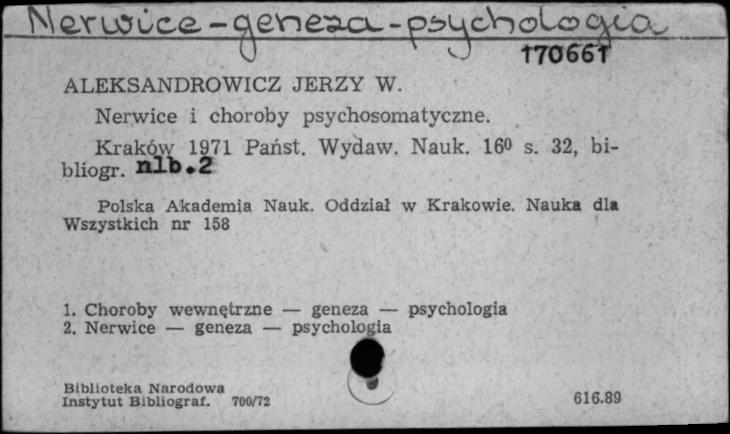 Nerwice - geneza - psychologia
170661
ALEKSANDROWICZ JERZY W.
Nerwice i choroby psychosomatyczne.
Kraków 1971 Państ. Wydaw. Nauk. 16⁰ s. 32, bi-
bliogr. nlb.2
Polska Akademia Nauk. Oddział w Krakowie. Nauka dla
Wszystkich nr 158
1. Choroby wewnętrzne — geneza — psychologia
2. Nerwice — geneza — psychologia
Biblioteka Narodowa
Instytut Bibliograf. 700/72
616.89